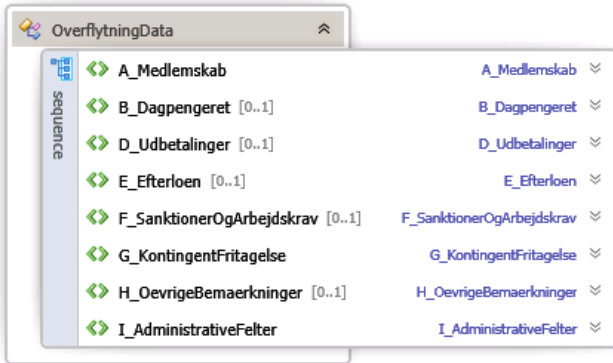 OverflytningData
sequence
A_Medlemskab A_Medlemskab
B_Dagpengeret [0..1] B_Dagpengeret
D_Udbetalinger [0..1] D_Udbetalinger
E_Efterloen [0..1] E_Efterloen
F_SanktionerOgArbejdskrav [0..1] F_SanktionerOgArbejdskrav
G_KontingentFritagelse G_KontingentFritagelse
H_OevrigeBemaerkninger [0..1] H_OevrigeBemaerkninger
I_AdministrativeFelter I_AdministrativeFelter